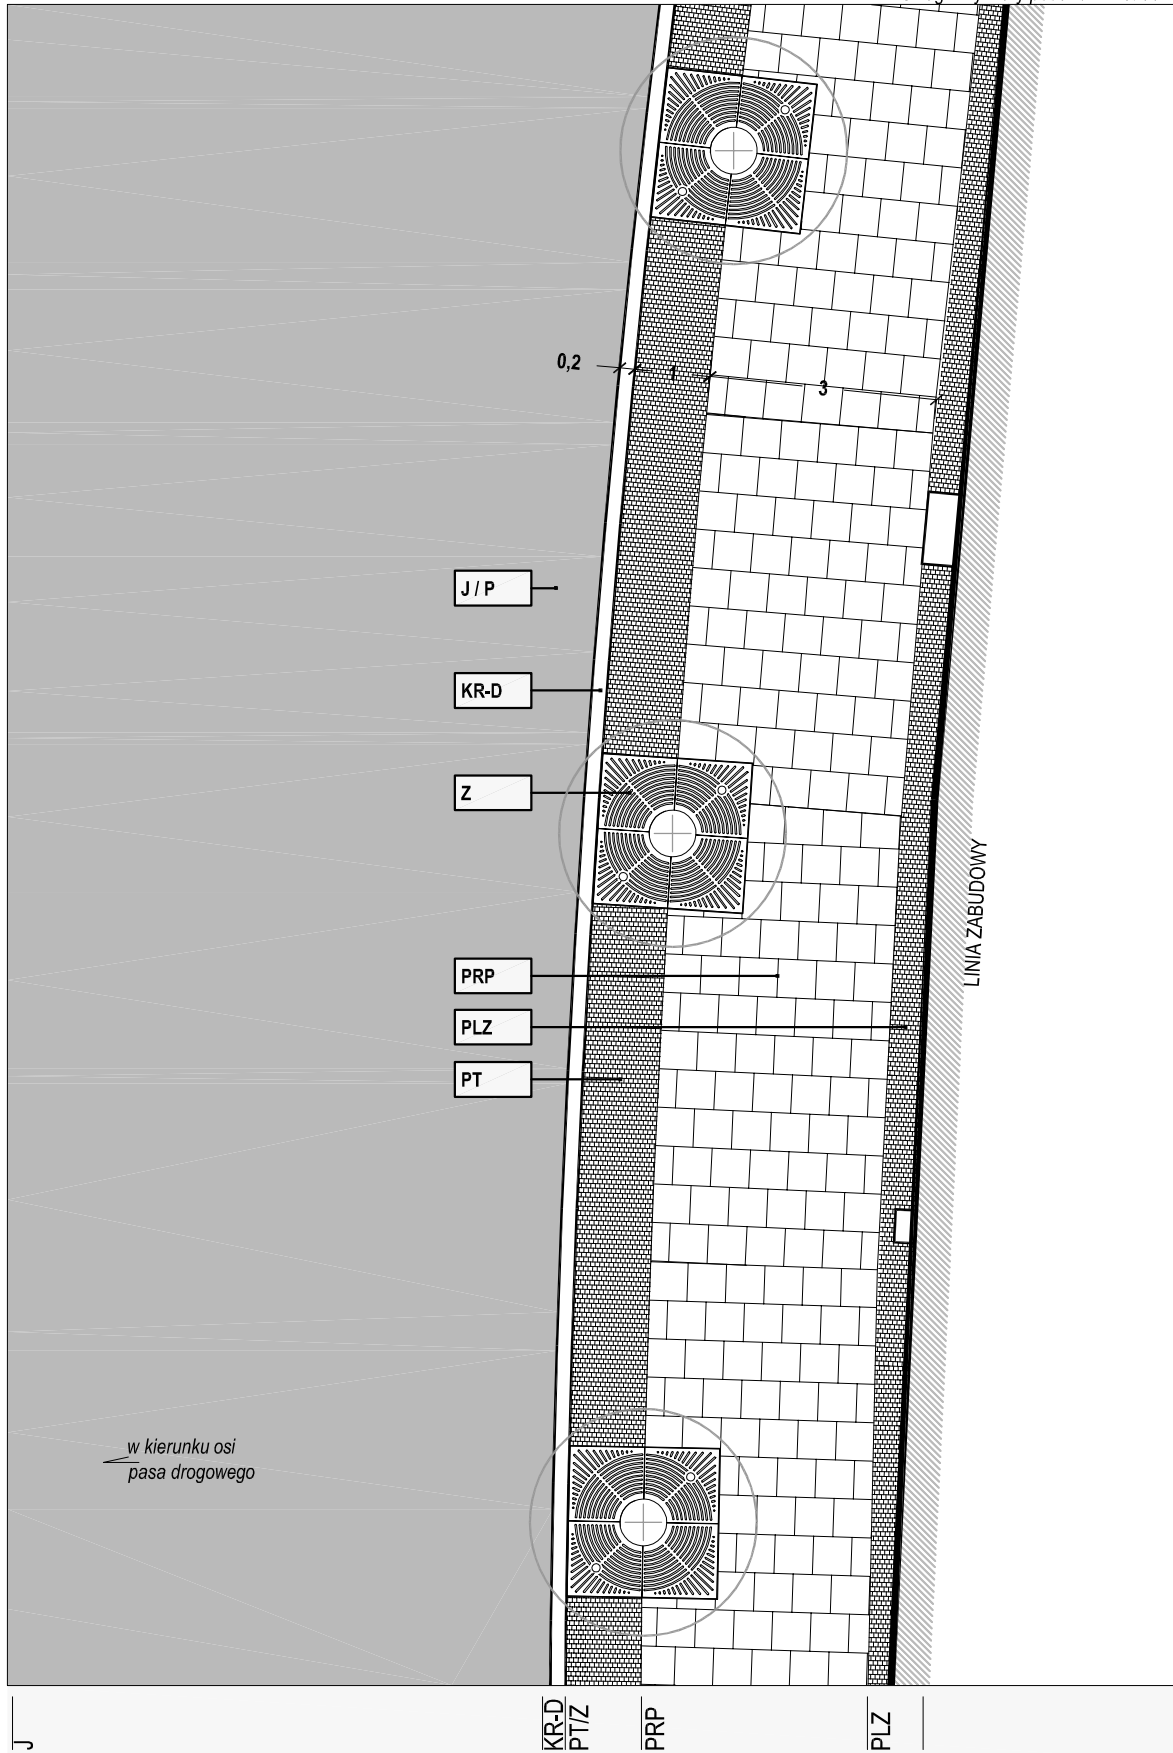 0,2
1
3
J / P
KR-D
Z
LINIA ZABUDOWY
PRP
PLZ
PT
w kierunku osi
pasa drogowego
J
KR-D
PT/Z
PRP
PLZ